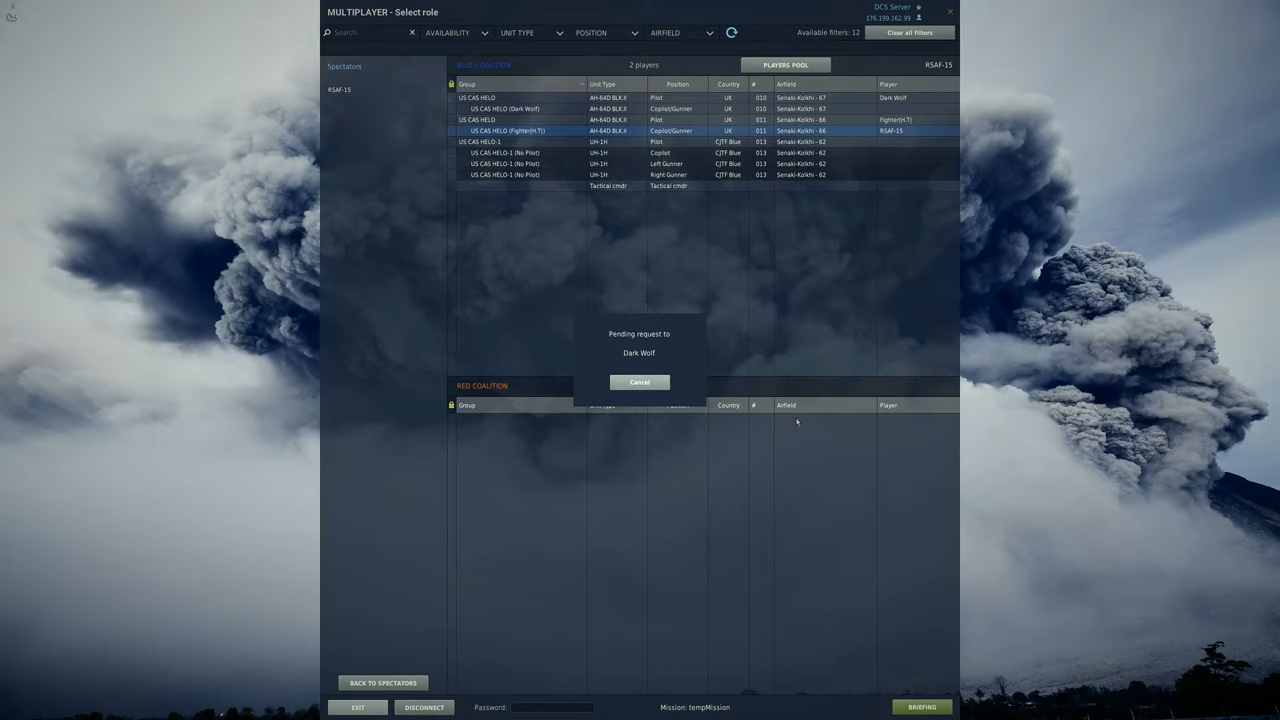 MULTIPLAYER - Select role
DCS Server
176.199.162.99
Search
AVAILABILITY
UNIT TYPE
POSITION
AIRFIELD
Available filters: 12
Clear all filters
Spectators
RSAF-15
BLUE COALITION
2 players
PLAYERS POOL
RSAF-15
Group Unit Type Position Country # Airfield Player
US CAS HELO AH-64D BLK.II Pilot UK 010 Senaki-Kolkhi - 67 Dark Wolf
US CAS HELO (Dark Wolf) AH-64D BLK.II Copilot/Gunner UK 010 Senaki-Kolkhi - 67
US CAS HELO AH-64D BLK.II Pilot UK 011 Senaki-Kolkhi - 66 Fighter[H.T]
US CAS HELO (Fighter[H.T]) AH-64D BLK.II Copilot/Gunner UK 011 Senaki-Kolkhi - 66 RSAF-15
US CAS HELO-1 UH-1H Pilot CJTF Blue 013 Senaki-Kolkhi - 62
US CAS HELO-1 (No Pilot) UH-1H Copilot CJTF Blue 013 Senaki-Kolkhi - 62
US CAS HELO-1 (No Pilot) UH-1H Left Gunner CJTF Blue 013 Senaki-Kolkhi - 62
US CAS HELO-1 (No Pilot) UH-1H Right Gunner CJTF Blue 013 Senaki-Kolkhi - 62
Tactical cmdr Tactical cmdr
Pending request to
Dark Wolf
Cancel
RED COALITION
Group Country # Airfield Player
BACK TO SPECTATORS
EXIT
DISCONNECT
Password:
Mission: tempMission
BRIEFING